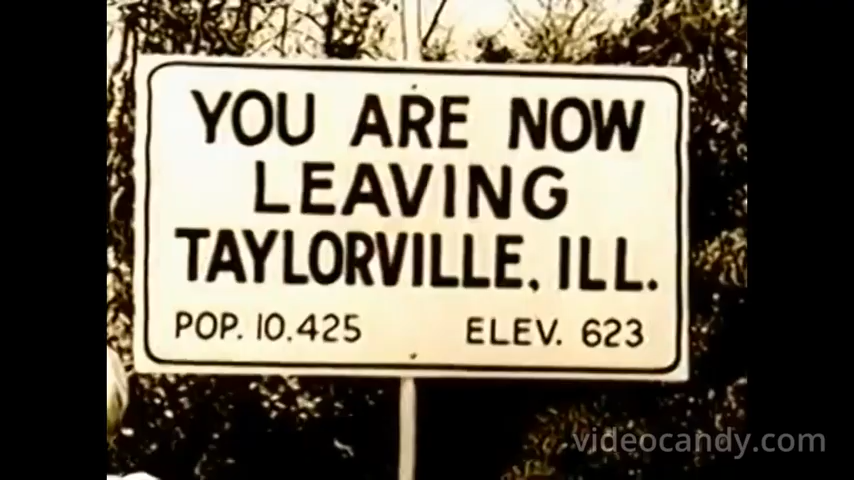 YOU ARE NOW
LEAVING
TAYLORVILLE, ILL.
POP. 10.425 ELEV. 623
videocandy.com